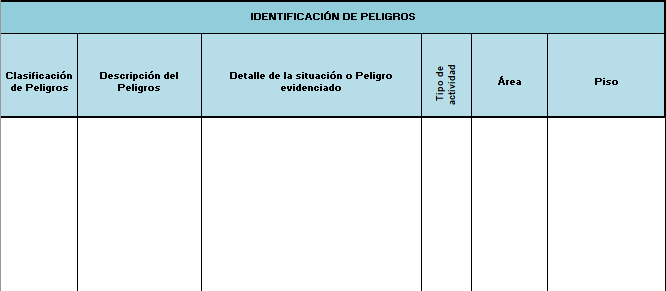 IDENTIFICACIÓN DE PELIGROS
Clasificación
de Peligros
Descripción del
Peligros
Detalle de la situación o Peligro
evidenciado
Tipo de
actividad
Área
Piso